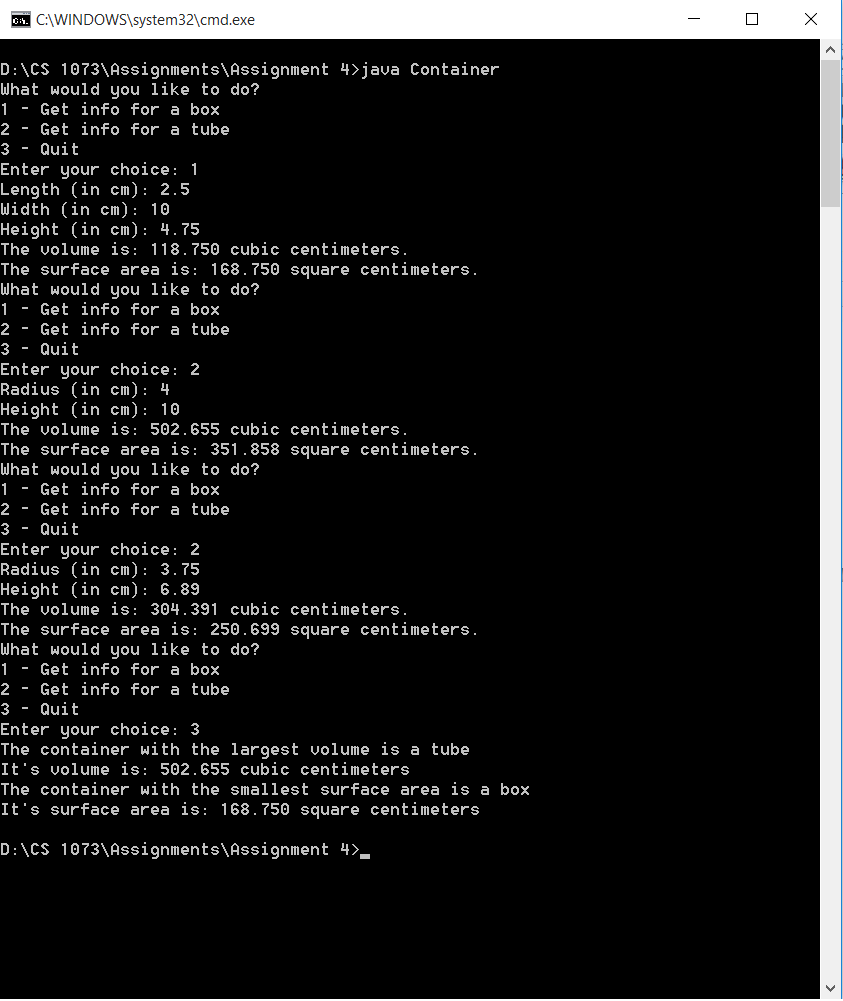 C:\WINDOWS\system32\cmd.exe
D:\CS 1073\Assignments\Assignment 4>java Container
What would you like to do?
1 - Get info for a box
2 - Get info for a tube
3 - Quit
Enter your choice: 1
Length (in cm): 2.5
Width (in cm): 10
Height (in cm): 4.75
The volume is: 118.750 cubic centimeters.
The surface area is: 168.750 square centimeters.
What would you like to do?
1 - Get info for a box
2 - Get info for a tube
3 - Quit
Enter your choice: 2
Radius (in cm): 4
Height (in cm): 10
The volume is: 502.655 cubic centimeters.
The surface area is: 351.858 square centimeters.
What would you like to do?
1 - Get info for a box
2 - Get info for a tube
3 - Quit
Enter your choice: 2
Radius (in cm): 3.75
Height (in cm): 6.89
The volume is: 304.391 cubic centimeters.
The surface area is: 250.699 square centimeters.
What would you like to do?
1 - Get info for a box
2 - Get info for a tube
3 - Quit
Enter your choice: 3
The container with the largest volume is a tube
It's volume is: 502.655 cubic centimeters
The container with the smallest surface area is a box
It's surface area is: 168.750 square centimeters
D:\CS 1073\Assignments\Assignment 4>